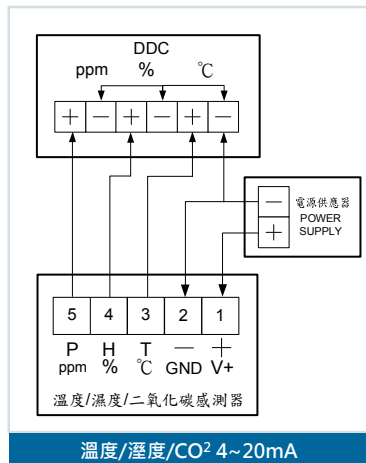 DDC
ppm % ℃
+ − + − + −
− 電源供應器
+ POWER
SUPPLY
5 4 3 2 1
P H T — +
ppm % ℃ GND V+
溫度/濕度/二氧化碳感測器
溫度/溼度/CO² 4~20mA